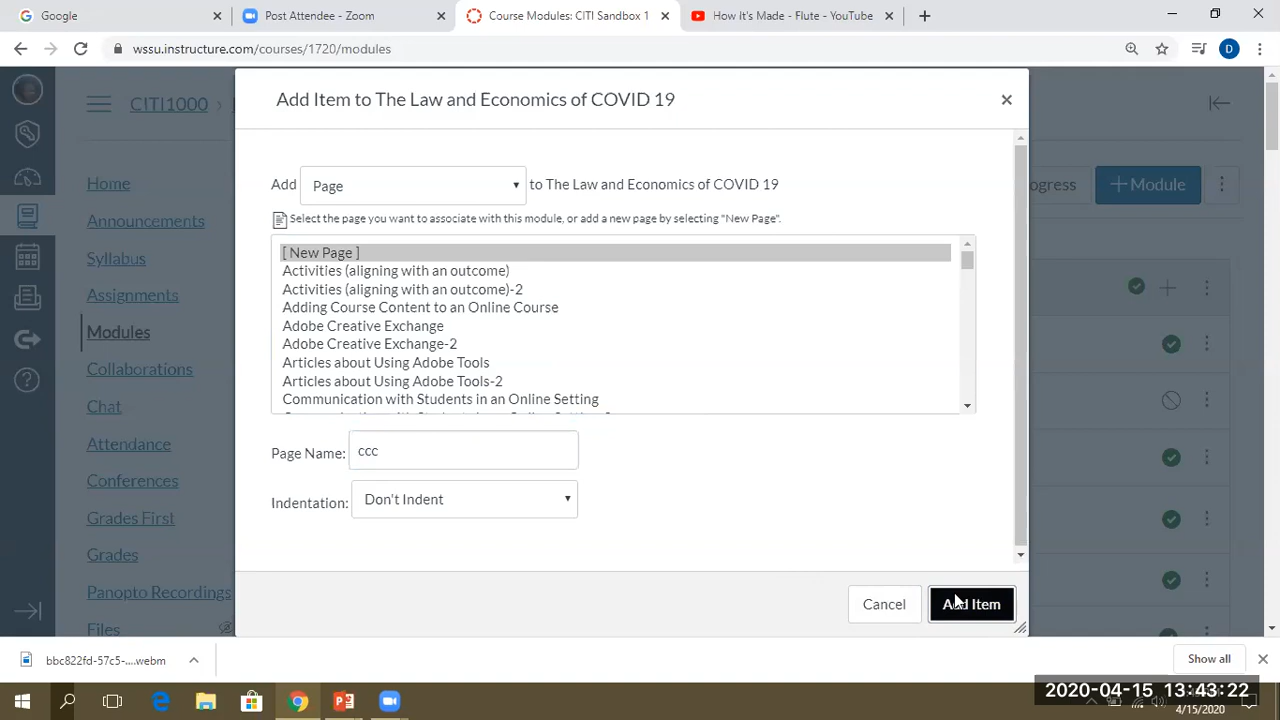 Google
Post Attendee - Zoom
Course Modules: CITI Sandbox 1
How it's Made - Flute - YouTube
wssu.instructure.com/courses/1720/modules
D
Add Item to The Law and Economics of COVID 19
CITI1000
Home
Announcements
Syllabus
Assignments
Modules
Collaborations
Chat
Attendance
Conferences
Grades First
Grades
Panopto Recordings
Files
Add Page to The Law and Economics of COVID 19
Select the page you want to associate with this module, or add a new page by selecting "New Page".
[ New Page ]
Activities (aligning with an outcome)
Activities (aligning with an outcome)-2
Adding Course Content to an Online Course
Adobe Creative Exchange
Adobe Creative Exchange-2
Articles about Using Adobe Tools
Articles about Using Adobe Tools-2
Communication with Students in an Online Setting
Page Name: ccc
Indentation: Don't Indent
Cancel
Add Item
Module
bbc822fd-57c5-....webm
Show all
2020-04-15 13:43:22
4/15/2020